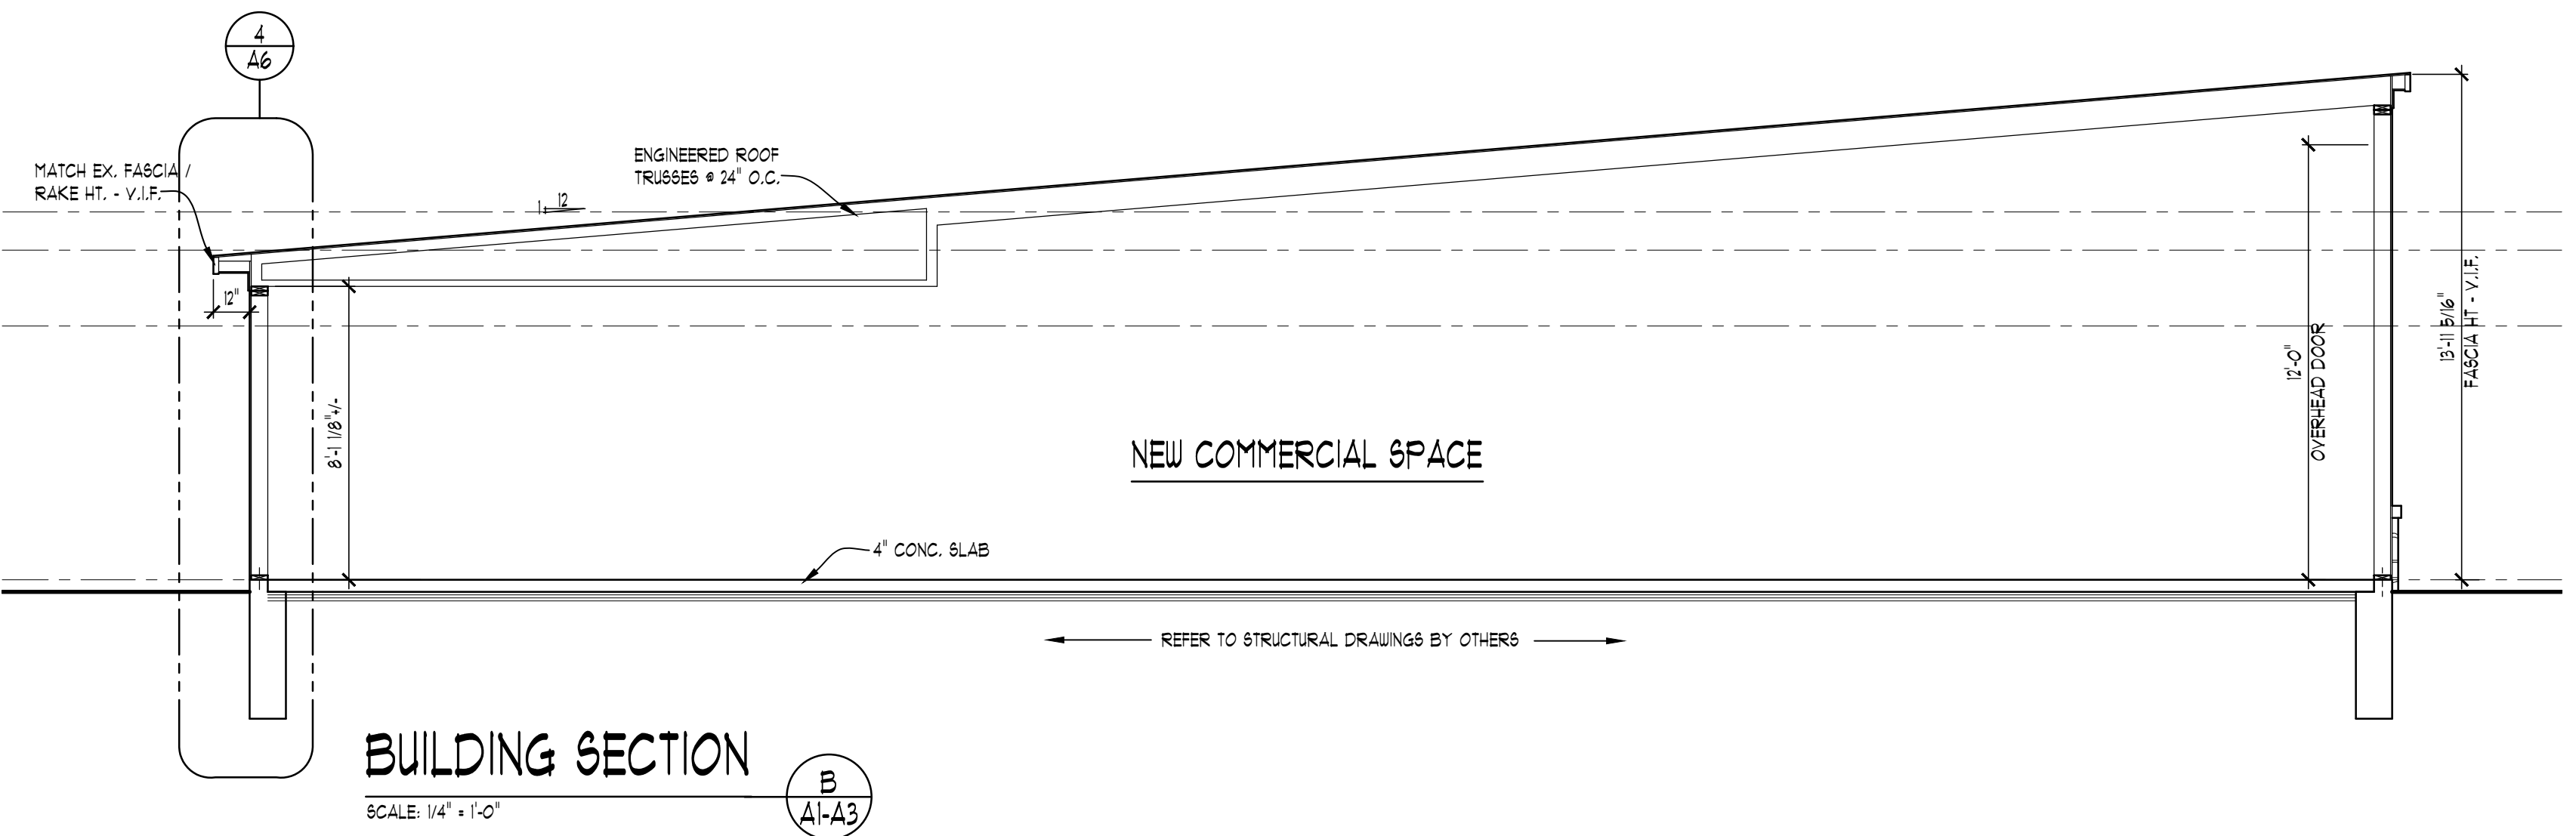 4
A6
MATCH EX. FASCIA /
RAKE HT. - V.I.F.
ENGINEERED ROOF
TRUSSES @ 24" O.C.
12
1
12"
8'-1 1/8"+/-
12'-0"
OVERHEAD DOOR
13'-11 5/16"
FASCIA HT - V.I.F.
NEW COMMERCIAL SPACE
4" CONC. SLAB
REFER TO STRUCTURAL DRAWINGS BY OTHERS
BUILDING SECTION
SCALE: 1/4" = 1'-0"
B
A1-A3